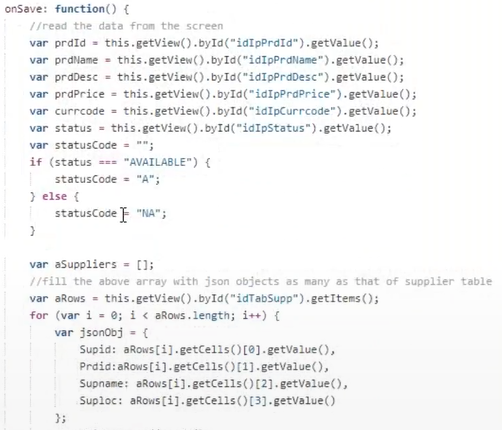 onSave: function() {
//read the data from the screen
var prdId = this.getView().byId("idIpPrdId").getValue();
var prdName = this.getView().byId("idIpPrdName").getValue();
var prdDesc = this.getView().byId("idIpPrdDesc").getValue();
var prdPrice = this.getView().byId("idIpPrdPrice").getValue();
var currcode = this.getView().byId("idIpCurrcode").getValue();
var status = this.getView().byId("idIpStatus").getValue();
var statusCode = "";
if (status === "AVAILABLE") {
statusCode = "A";
} else {
statusCode = "NA";
}
var aSuppliers = [];
//fill the above array with json objects as many as that of supplier table
var aRows = this.getView().byId("idTabSupp").getItems();
for (var i = 0; i < aRows.length; i++) {
var jsonObj = {
Supid: aRows[i].getCells()[0].getValue(),
Prdid:aRows[i].getCells()[1].getValue(),
Supname: aRows[i].getCells()[2].getValue(),
Suploc: aRows[i].getCells()[3].getValue()
};